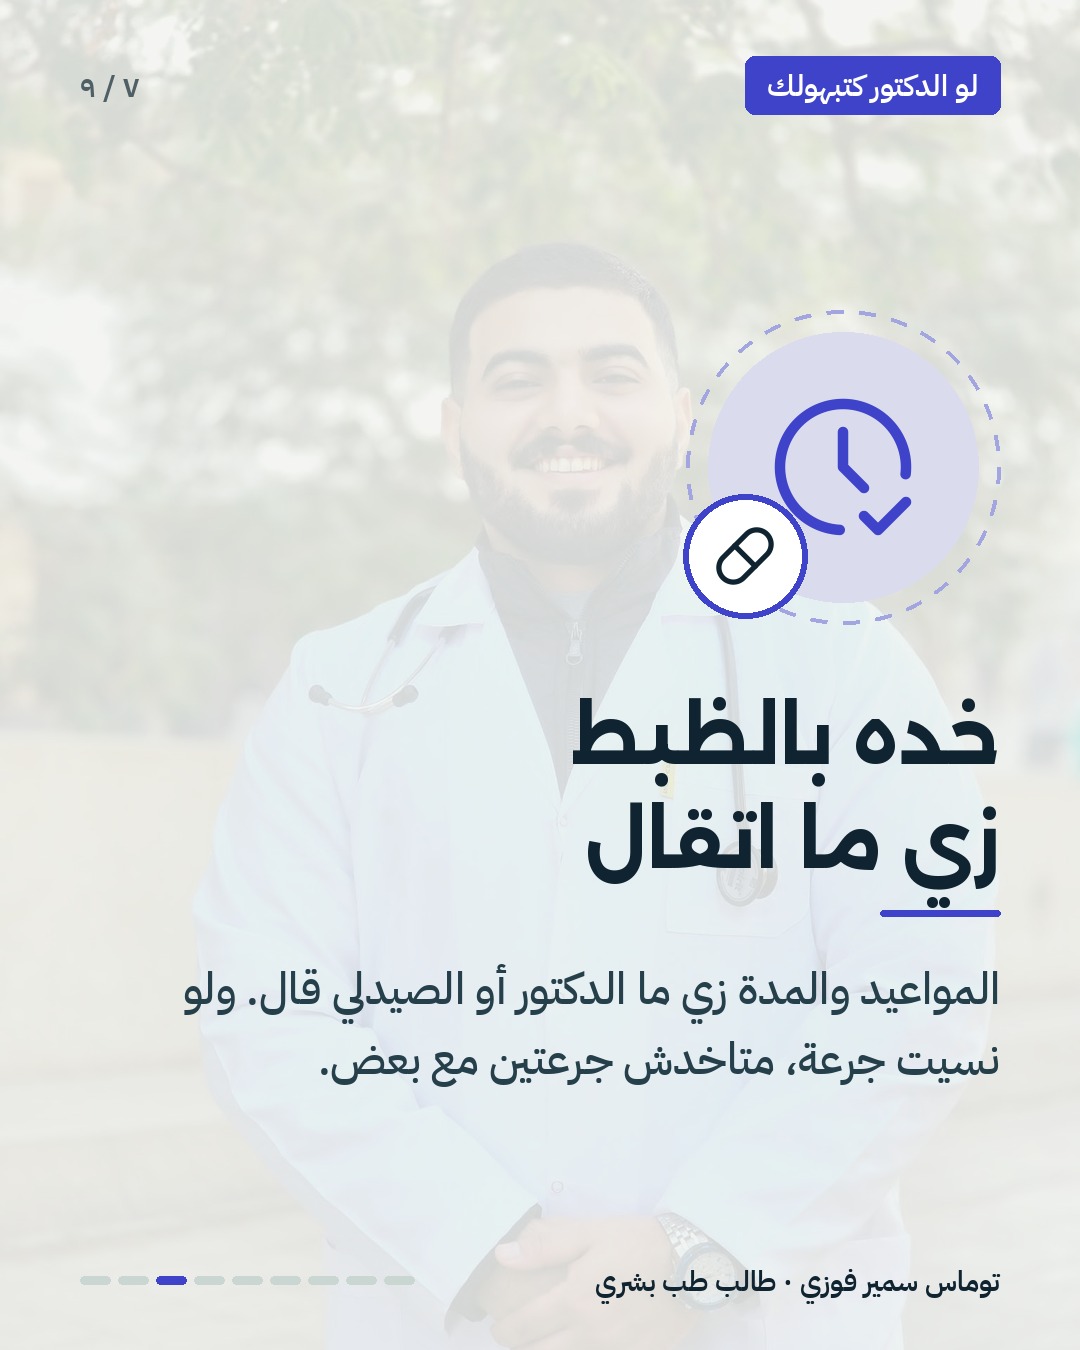 لو الدكتور كتبهولك
٧ / ٩
خده بالظبط
زي ما اتقال
المواعيد والمدة زي ما الدكتور أو الصيدلي قال. ولو
نسيت جرعة، متاخدش جرعتين مع بعض.
توماس سمير فوزي · طالب طب بشري